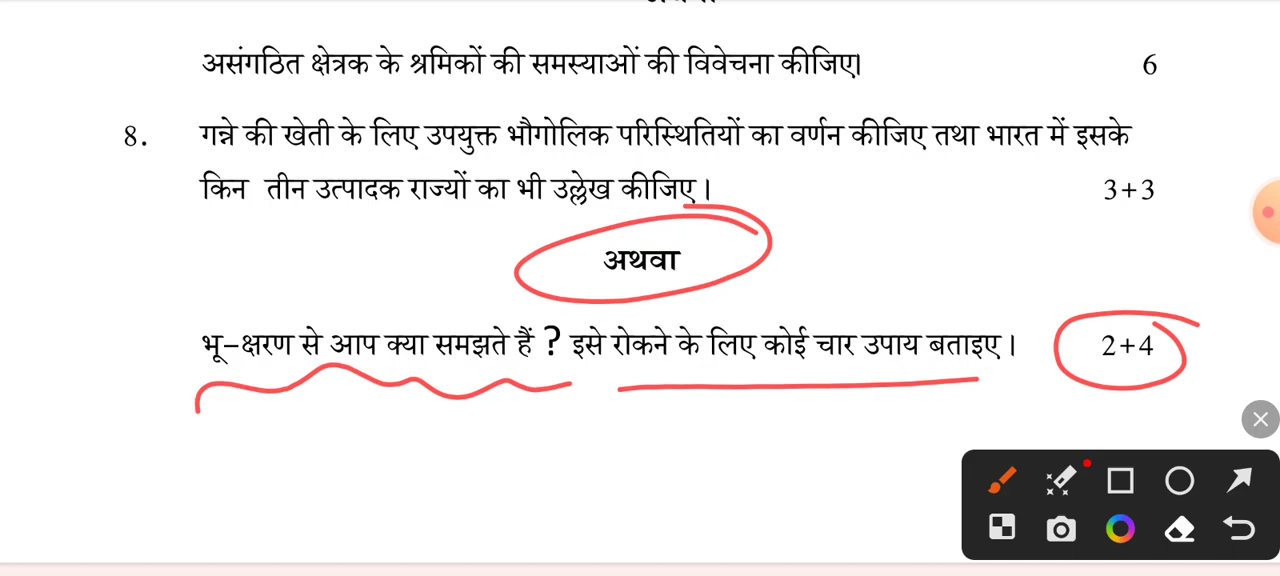 असंगठित क्षेत्रक के श्रमिकों की समस्याओं की विवेचना कीजिए। 6
8. गन्ने की खेती के लिए उपयुक्त भौगोलिक परिस्थितियों का वर्णन कीजिए तथा भारत में इसके
किन तीन उत्पादक राज्यों का भी उल्लेख कीजिए। 3+3
अथवा
भू-क्षरण से आप क्या समझते हैं ? इसे रोकने के लिए कोई चार उपाय बताइए। 2+4